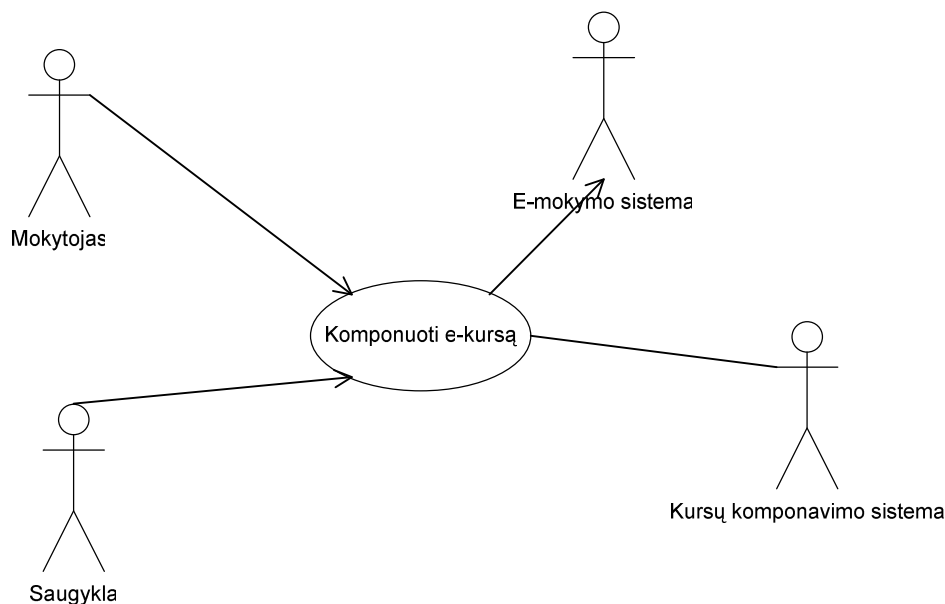 E-mokymo sistema
Mokytojas
Komponuoti e-kursą
Kursų komponavimo sistema
Saugykla